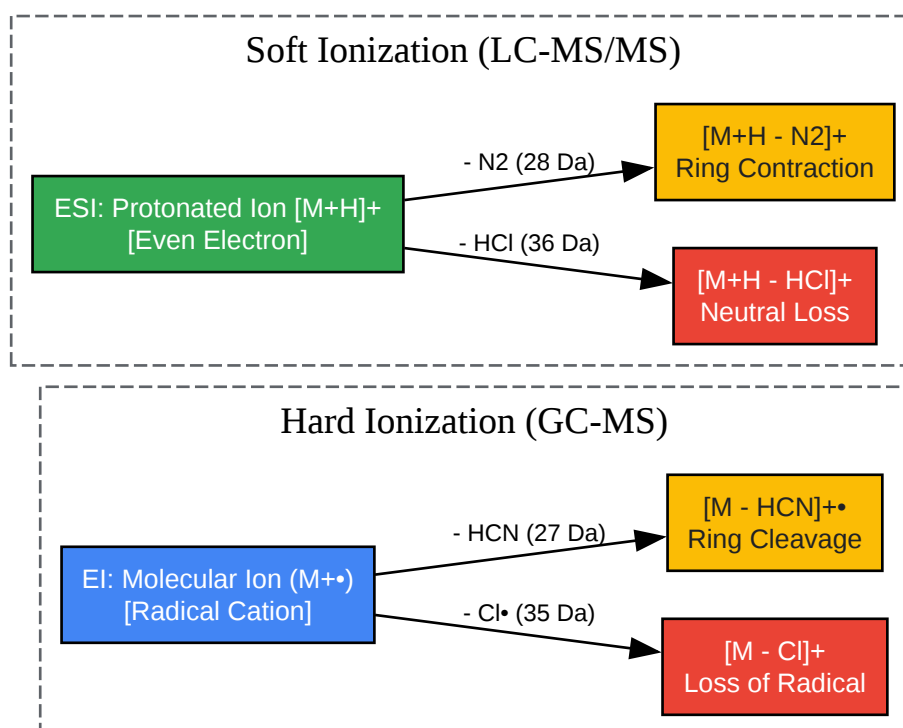 Soft Ionization (LC-MS/MS)
ESI: Protonated Ion [M+H]+
[Even Electron]
- N2 (28 Da)
[M+H - N2]+
Ring Contraction
- HCl (36 Da)
[M+H - HCl]+
Neutral Loss
Hard Ionization (GC-MS)
EI: Molecular Ion (M+•)
[Radical Cation]
- HCN (27 Da)
[M - HCN]+•
Ring Cleavage
- Cl• (35 Da)
[M - Cl]+
Loss of Radical